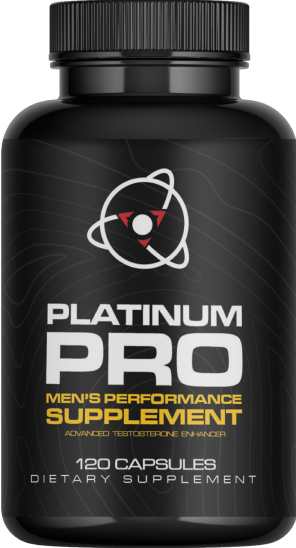 PLATINUM
PRO
MEN'S PERFORMANCE
SUPPLEMENT
ADVANCED TESTOSTERONE ENHANCER
120 CAPSULES
DIETARY SUPPLEMENT